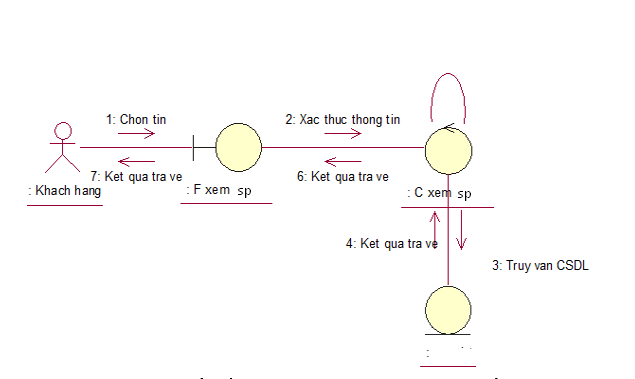 1: Chon tin
2: Xac thuc thong tin
7: Ket qua tra ve
6: Ket qua tra ve
: Khach hang
: F xem sp
: C xem sp
4: Ket qua tra ve
3: Truy van CSDL
: